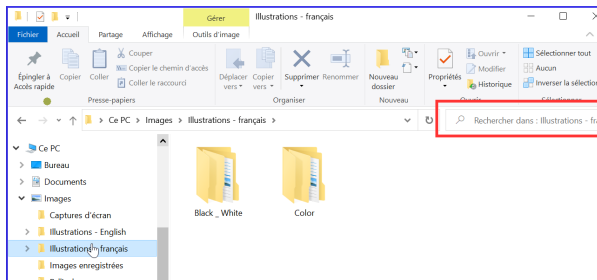 Gérer
Illustrations - français
Fichier Accueil Partage Affichage Outils d'image
Épingler à Accès rapide
Copier
Coller
Couper
Copier le chemin d'accès
Coller le raccourci
Déplacer vers
Copier vers
Supprimer
Renommer
Nouveau dossier
Propriétés
Ouvrir
Modifier
Historique
Sélectionner tout
Aucun
Inverser la sélection
Presse-papiers Organiser Nouveau Ouvrir Sélectionner
Ce PC > Images > Illustrations - français >
Rechercher dans : Illustrations - fra
Ce PC
Bureau
Documents
Images
Captures d'écran
Illustrations - English
Illustrations - français
Images enregistrées
Black _ White
Color